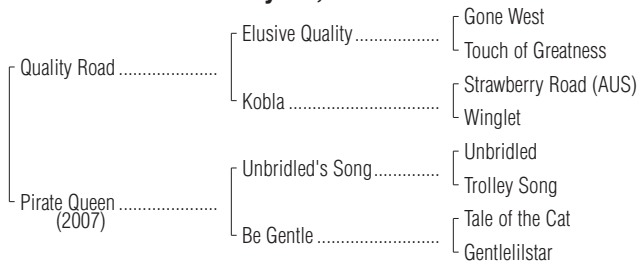 Gone West
Elusive Quality ..................
Touch of Greatness
Quality Road .....................
Strawberry Road (AUS)
Kobla ................................
Winglet
Unbridled
Unbridled's Song ...............
Trolley Song
Pirate Queen .....................
(2007)
Tale of the Cat
Be Gentle ..........................
Gentlelilstar